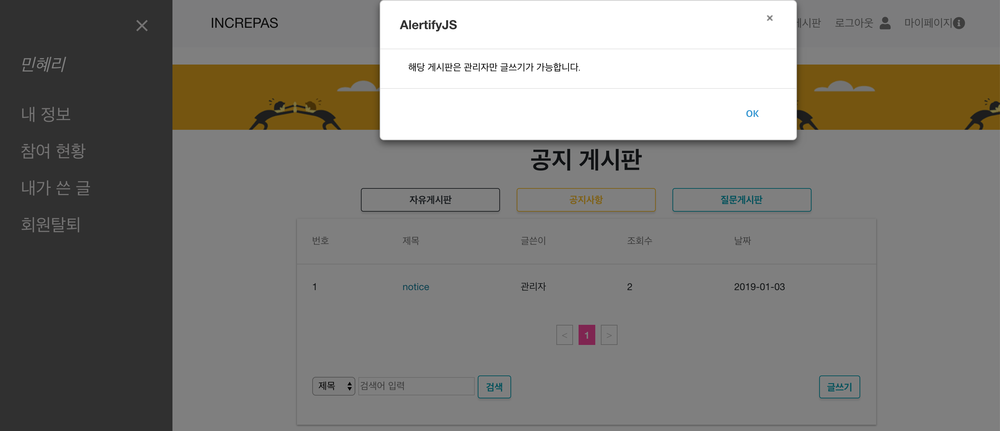 민혜리
내 정보
참여 현황
내가 쓴 글
회원탈퇴
INCREPAS
로그아웃
마이페이지
AlertifyJS
해당 게시판은 관리자만 글쓰기가 가능합니다.
OK
공지 게시판
자유게시판 공지사항 질문게시판
번호 제목 글쓴이 조회수 날짜
1 notice 관리자 2 2019-01-03
< 1 >
제목 검색어 입력 검색 글쓰기